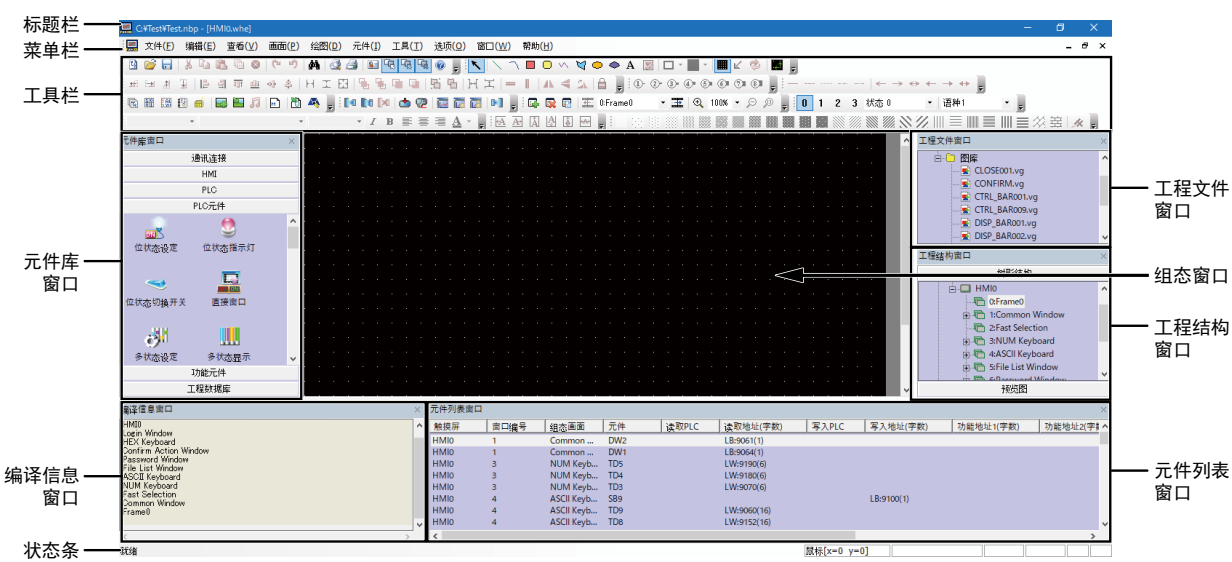 标题栏
C:¥Test¥Test.nbp - [HMI0.whe]
菜单栏
文件(F) 编辑(E) 查看(V) 画面(P) 绘图(D) 元件(I) 工具(T) 选项(O) 窗口(W) 帮助(H)
工具栏
0:Frame0 100% 0 1 2 3 状态 0 语种1
元件库窗口
通讯连接
HMI
PLC
PLC元件
位状态设定 位状态指示灯
位状态切换开关 直接窗口
多状态设定 多状态显示
功能元件
工程数据库
元件库
窗口
工程文件窗口
图库
CLOSE001.vg
CONFIRM.vg
CTRL_BAR001.vg
CTRL_BAR009.vg
DISP_BAR001.vg
DISP_BAR002.vg
工程文件
窗口
工程结构窗口
树形结构
HMI0
0:Frame0
1:Common Window
2:Fast Selection
3:NUM Keyboard
4:ASCII Keyboard
5:File List Window
6:Password Window
预览图
组态窗口
工程结构
窗口
编译信息窗口
HMI0
Login Window
HEX Keyboard
Confirm Action Window
Password Window
File List Window
ASCII Keyboard
NUM Keyboard
Fast Selection
Common Window
Frame0
编译信息
窗口
元件列表窗口
触摸屏 窗口编号 组态画面 元件 读取PLC 读取地址(字数) 写入PLC 写入地址(字数) 功能地址1(字数) 功能地址2(字数
HMI0 1 Common ... DW2 LB:9061(1)
HMI0 1 Common ... DW1 LB:9064(1)
HMI0 3 NUM Keyb... TD5 LW:9190(6)
HMI0 3 NUM Keyb... TD4 LW:9180(6)
HMI0 3 NUM Keyb... TD3 LW:9070(6)
HMI0 4 ASCII Keyb... SB9 LB:9100(1)
HMI0 4 ASCII Keyb... TD9 LW:9060(16)
HMI0 4 ASCII Keyb... TD8 LW:9152(16)
元件列表
窗口
状态条
就绪
鼠标[x=0 y=0]